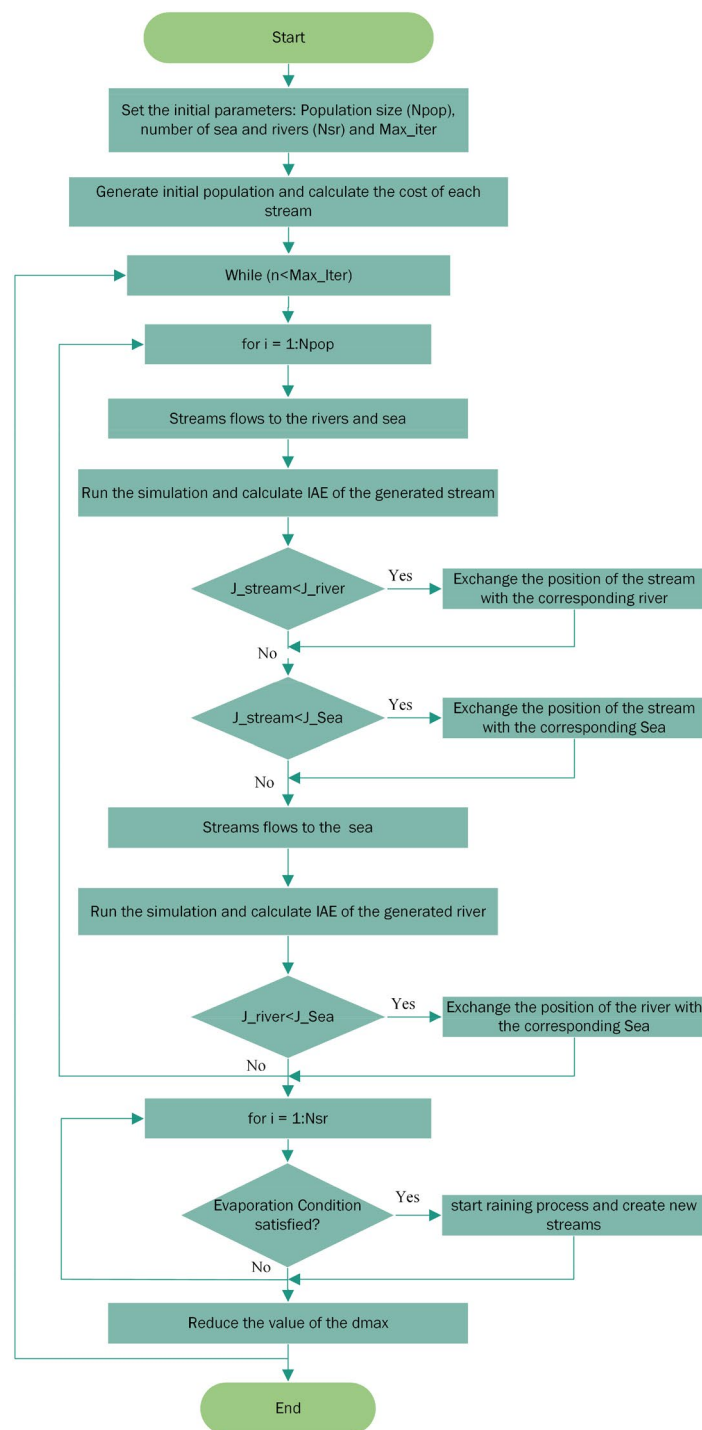 Start
Set the initial parameters: Population size (Npop),
number of sea and rivers (Nsr) and Max_iter
Generate initial population and calculate the cost of each
stream
While (n<Max_Iter)
for i = 1:Npop
Streams flows to the rivers and sea
Run the simulation and calculate IAE of the generated stream
J_stream<J_river
Yes
Exchange the position of the stream
with the corresponding river
No
J_stream<J_Sea
Yes
Exchange the position of the stream
with the corresponding Sea
No
Streams flows to the sea
Run the simulation and calculate IAE of the generated river
J_river<J_Sea
Yes
Exchange the position of the river with
the corresponding Sea
No
for i = 1:Nsr
Evaporation Condition
satisfied?
Yes
start raining process and create new
streams
No
Reduce the value of the dmax
End